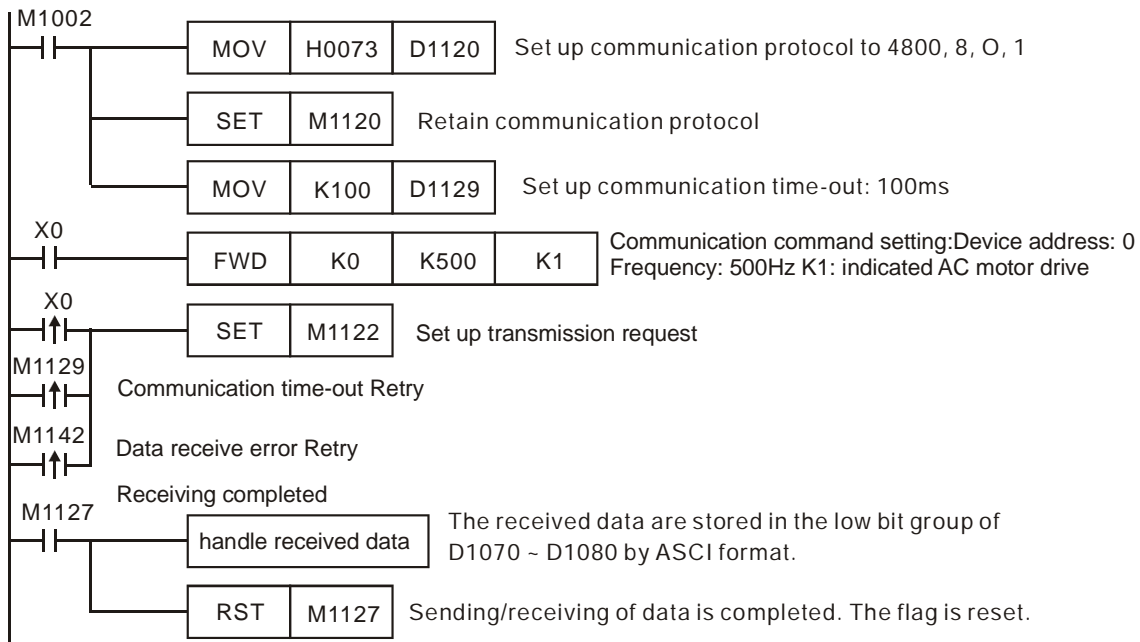 M1002
MOV H0073 D1120 Set up communication protocol to 4800, 8, O, 1
SET M1120 Retain communication protocol
MOV K100 D1129 Set up communication time-out: 100ms
X0
FWD K0 K500 K1
Communication command setting:Device address: 0
Frequency: 500Hz K1: indicated AC motor drive
X0
SET M1122 Set up transmission request
M1129
Communication time-out Retry
M1142
Data receive error Retry
Receiving completed
M1127
handle received data
The received data are stored in the low bit group of
D1070 ~ D1080 by ASCI format.
RST M1127 Sending/receiving of data is completed. The flag is reset.